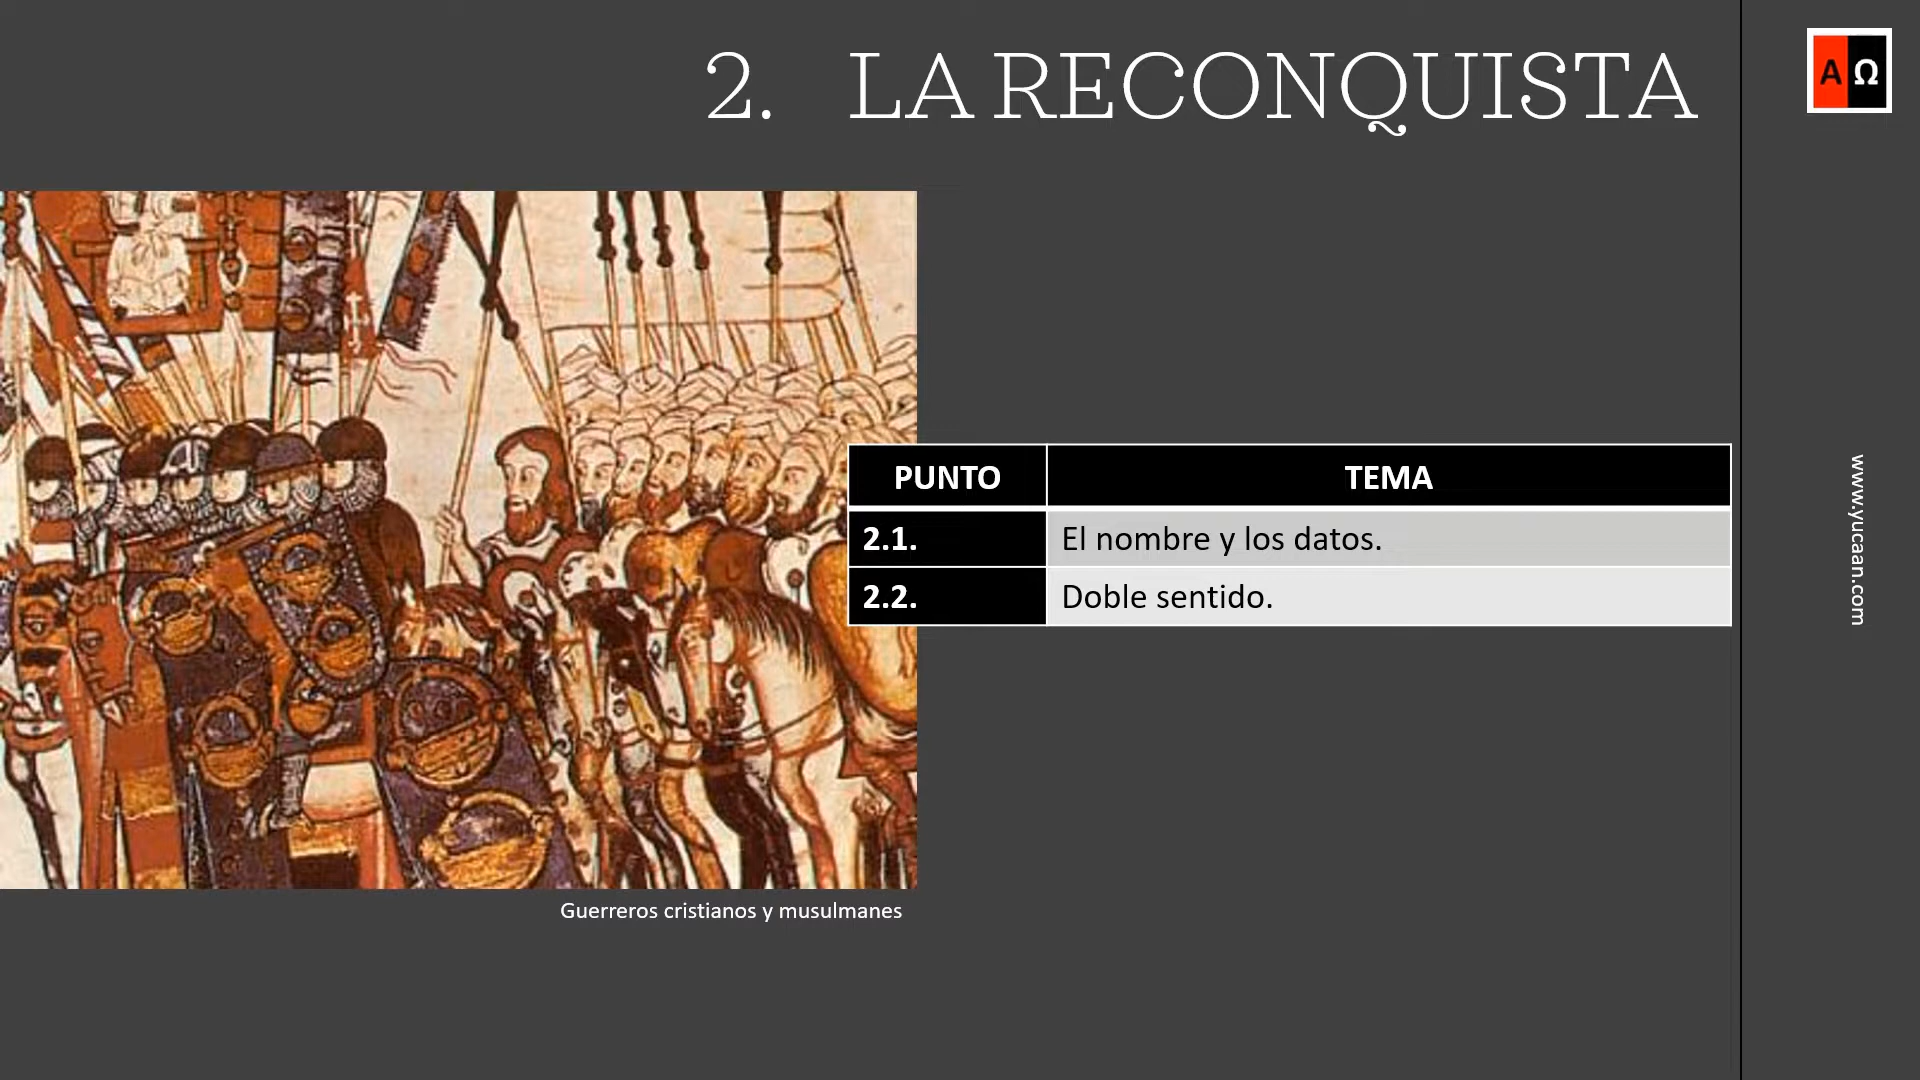 2. LA RECONQUISTA
A Ω
PUNTO TEMA
2.1. El nombre y los datos.
2.2. Doble sentido.
www.yucaan.com
Guerreros cristianos y musulmanes